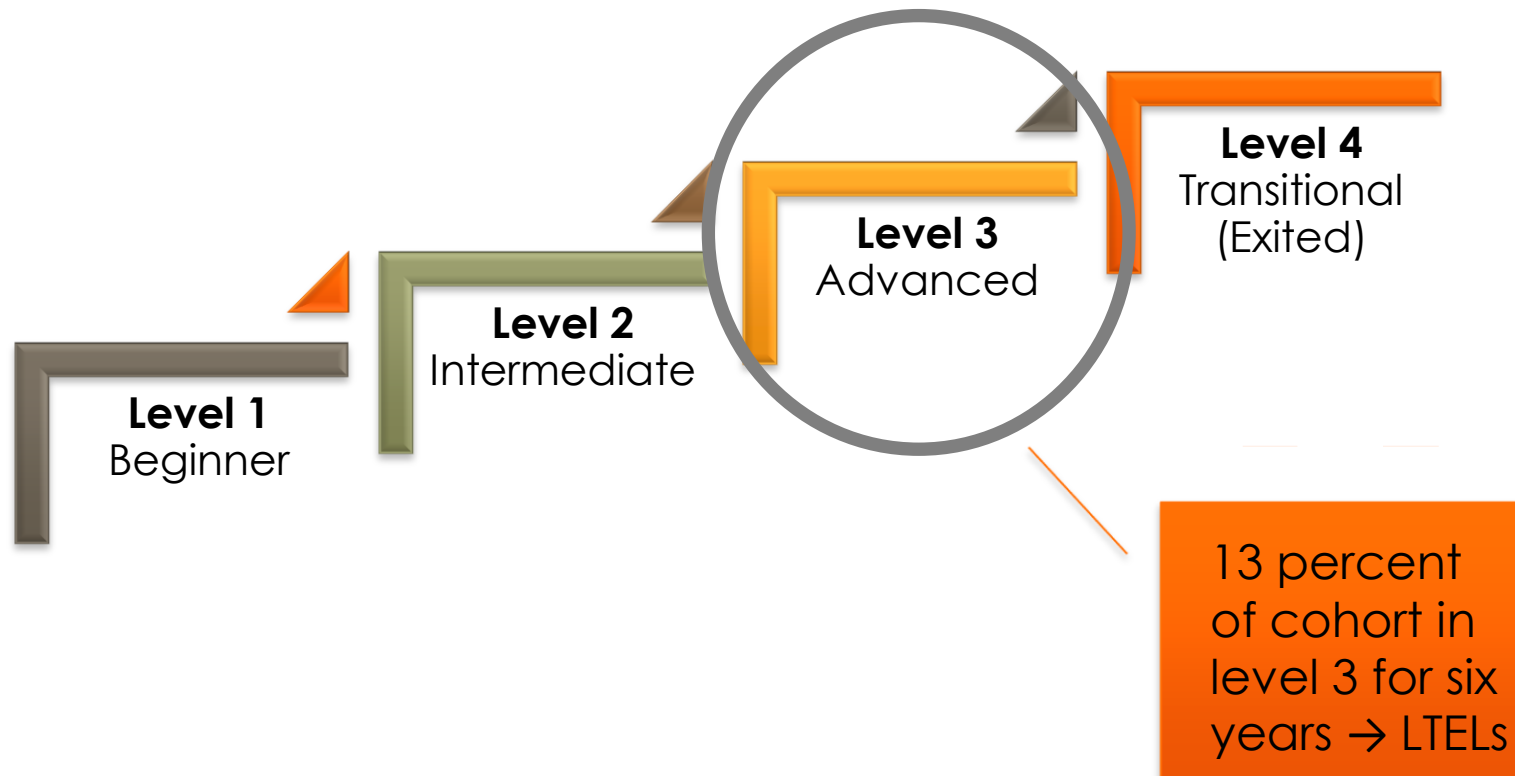 Level 1
Beginner
Level 2
Intermediate
Level 3
Advanced
Level 4
Transitional
(Exited)
13 percent
of cohort in
level 3 for six
years → LTELs